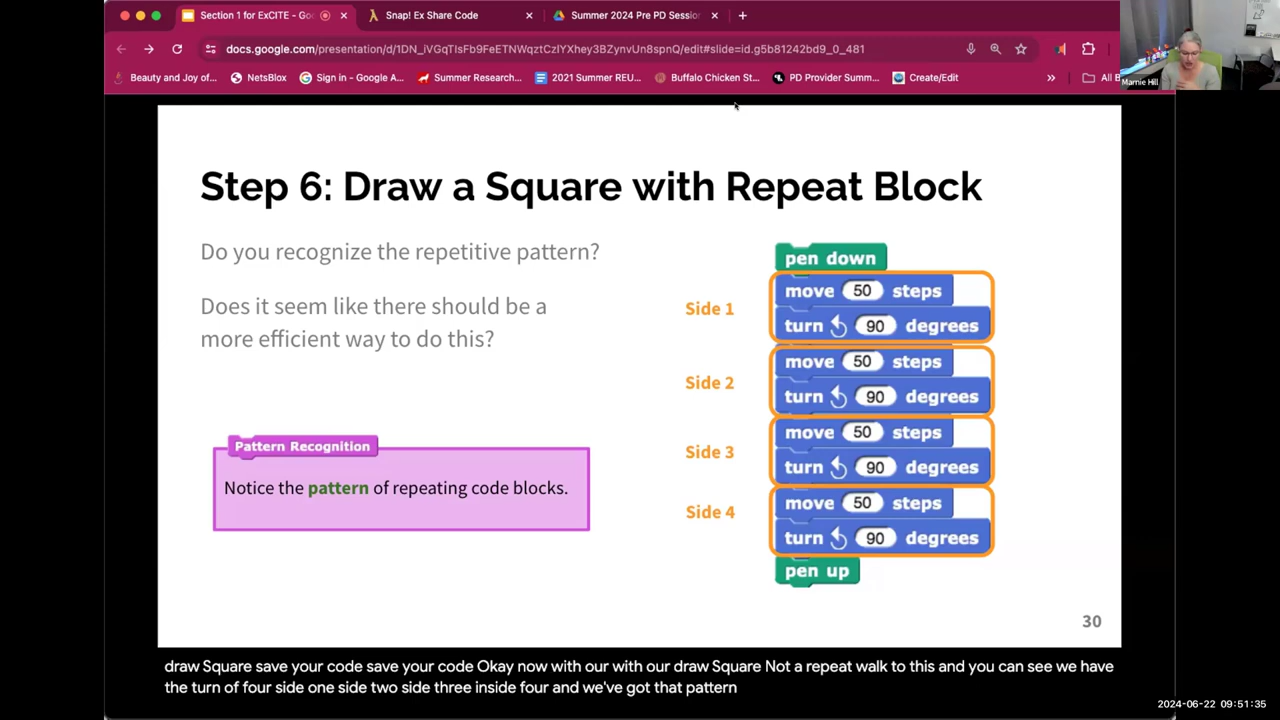 Section 1 for ExCITE - Goo
Snap! Ex Share Code
Summer 2024 Pre PD Sessio
docs.google.com/presentation/d/1DN_iVGqTIsFb9FeETNWqztCzIYXhey3BZynvUn8spnQ/edit#slide=id.g5b81242bd9_0_481
Beauty and Joy of...
NetsBlox
Sign in - Google A...
Summer Research...
2021 Summer REU...
Buffalo Chicken St...
PD Provider Summ...
Create/Edit
»
All B
Marnie Hill
Step 6: Draw a Square with Repeat Block
Do you recognize the repetitive pattern?
Does it seem like there should be a
more efficient way to do this?
Pattern Recognition
Notice the pattern of repeating code blocks.
pen down
Side 1
move 50 steps
turn 90 degrees
Side 2
move 50 steps
turn 90 degrees
Side 3
move 50 steps
turn 90 degrees
Side 4
move 50 steps
turn 90 degrees
pen up
30
draw Square save your code save your code Okay now with our with our draw Square Not a repeat walk to this and you can see we have
the turn of four side one side two side three inside four and we've got that pattern
2024-06-22 09:51:35